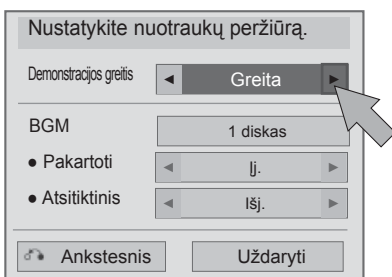 Nustatykite nuotraukų peržiūrą.
Demonstracijos greitis ◄ Greita ►
BGM 1 diskas
● Pakartoti ◄ Įj. ►
● Atsitiktinis ◄ Išj. ►
Ankstesnis Uždaryti